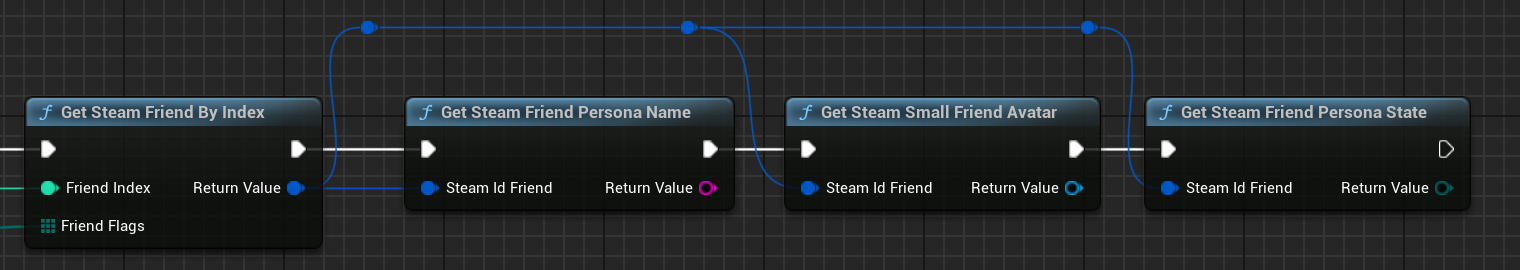 Get Steam Friend By Index
Friend Index
Return Value
Friend Flags
Get Steam Friend Persona Name
Steam Id Friend
Return Value
Get Steam Small Friend Avatar
Steam Id Friend
Return Value
Get Steam Friend Persona State
Steam Id Friend
Return Value